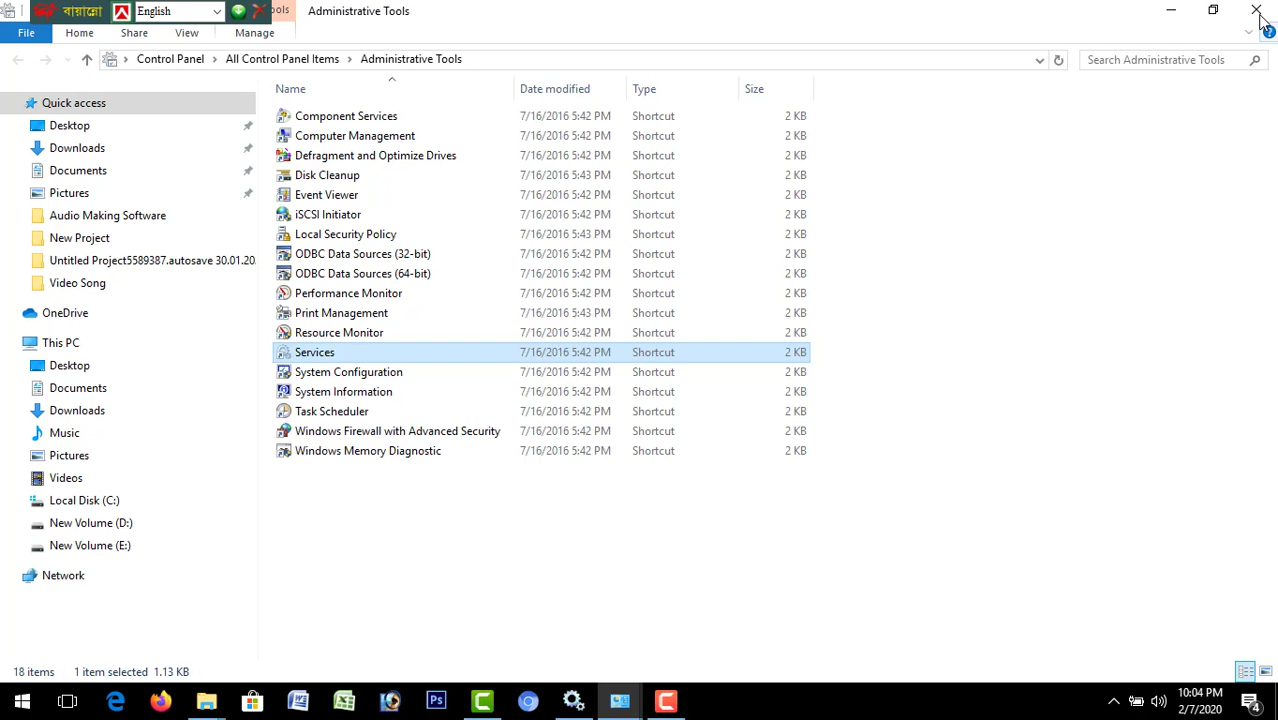 বায়ান্নো English ols Administrative Tools
File Home Share View Manage
Control Panel All Control Panel Items Administrative Tools Search Administrative Tools
Name Date modified Type Size
Quick access
Desktop
Downloads
Documents
Pictures
Audio Making Software
New Project
Untitled Project5589387.autosave 30.01.20
Video Song
OneDrive
This PC
Desktop
Documents
Downloads
Music
Pictures
Videos
Local Disk (C:)
New Volume (D:)
New Volume (E:)
Network
Component Services 7/16/2016 5:42 PM Shortcut 2 KB
Computer Management 7/16/2016 5:42 PM Shortcut 2 KB
Defragment and Optimize Drives 7/16/2016 5:42 PM Shortcut 2 KB
Disk Cleanup 7/16/2016 5:43 PM Shortcut 2 KB
Event Viewer 7/16/2016 5:42 PM Shortcut 2 KB
iSCSI Initiator 7/16/2016 5:42 PM Shortcut 2 KB
Local Security Policy 7/16/2016 5:43 PM Shortcut 2 KB
ODBC Data Sources (32-bit) 7/16/2016 5:42 PM Shortcut 2 KB
ODBC Data Sources (64-bit) 7/16/2016 5:42 PM Shortcut 2 KB
Performance Monitor 7/16/2016 5:42 PM Shortcut 2 KB
Print Management 7/16/2016 5:43 PM Shortcut 2 KB
Resource Monitor 7/16/2016 5:42 PM Shortcut 2 KB
Services 7/16/2016 5:42 PM Shortcut 2 KB
System Configuration 7/16/2016 5:42 PM Shortcut 2 KB
System Information 7/16/2016 5:42 PM Shortcut 2 KB
Task Scheduler 7/16/2016 5:42 PM Shortcut 2 KB
Windows Firewall with Advanced Security 7/16/2016 5:42 PM Shortcut 2 KB
Windows Memory Diagnostic 7/16/2016 5:42 PM Shortcut 2 KB
18 items 1 item selected 1.13 KB
Ps 10:04 PM
2/7/2020 4